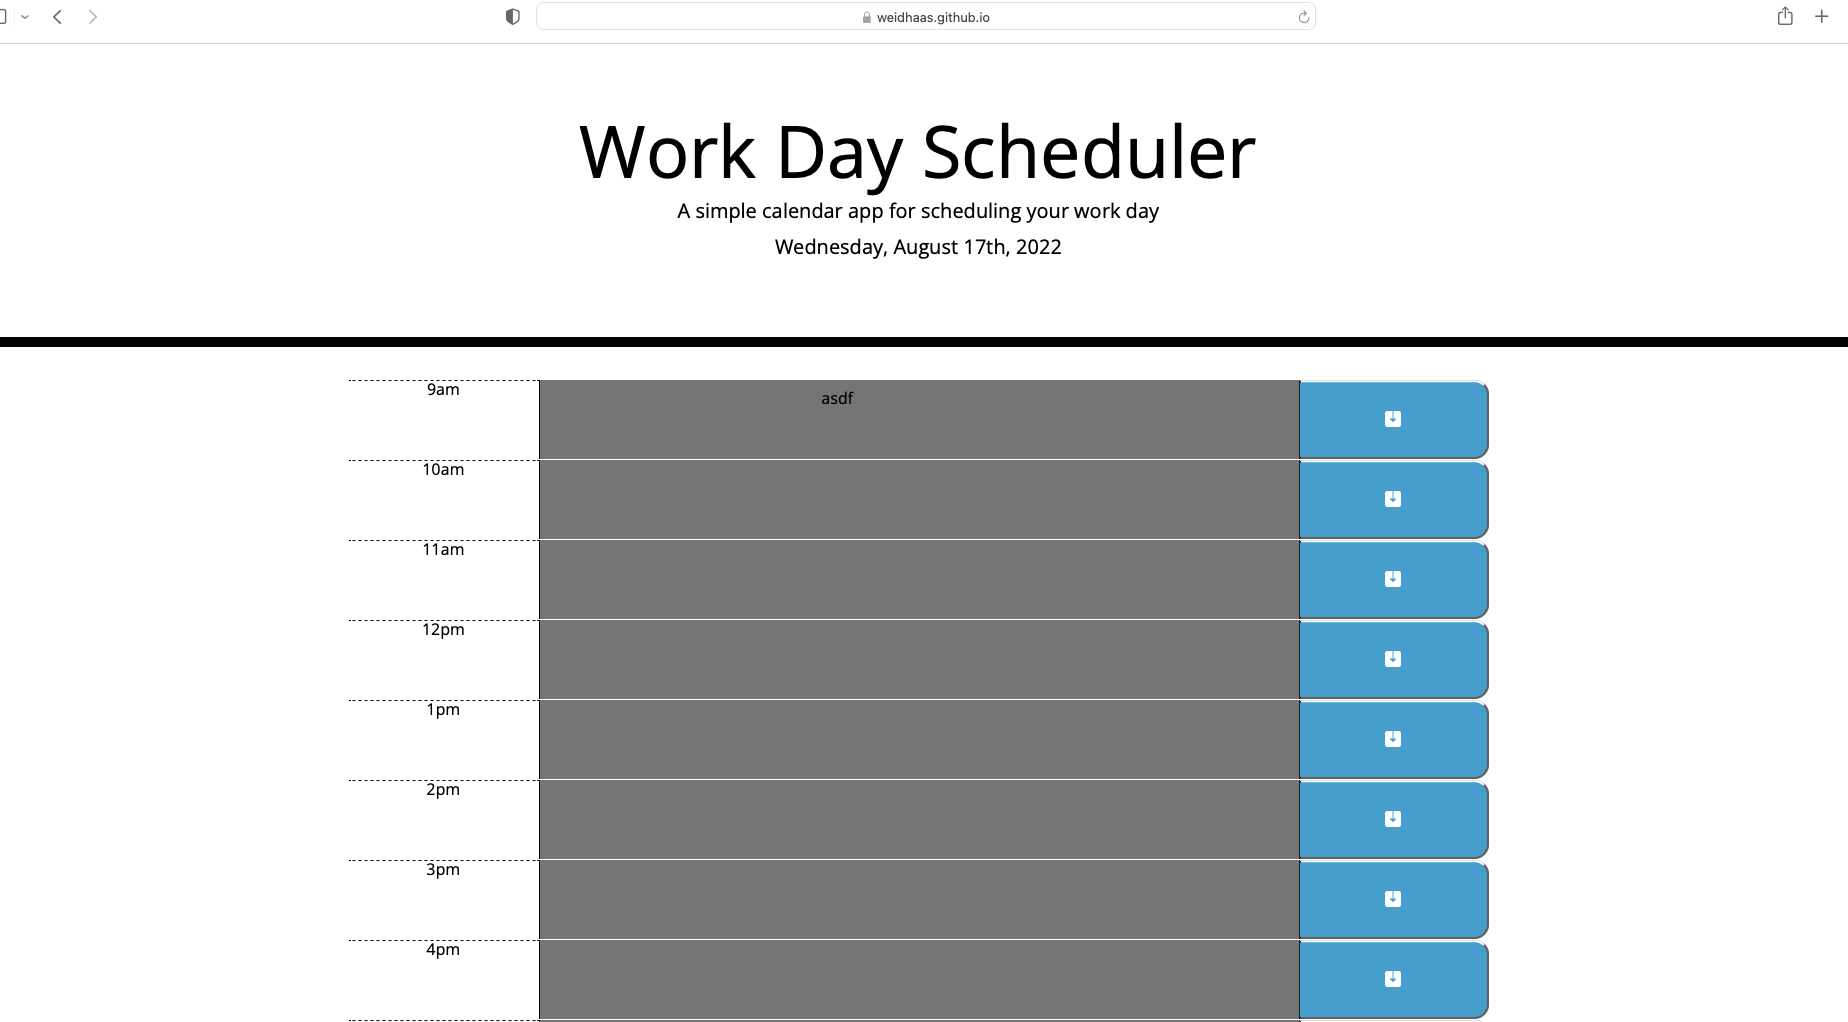 weidhaas.github.io
Work Day Scheduler
A simple calendar app for scheduling your work day
Wednesday, August 17th, 2022
9am
asdf
10am
11am
12pm
1pm
2pm
3pm
4pm